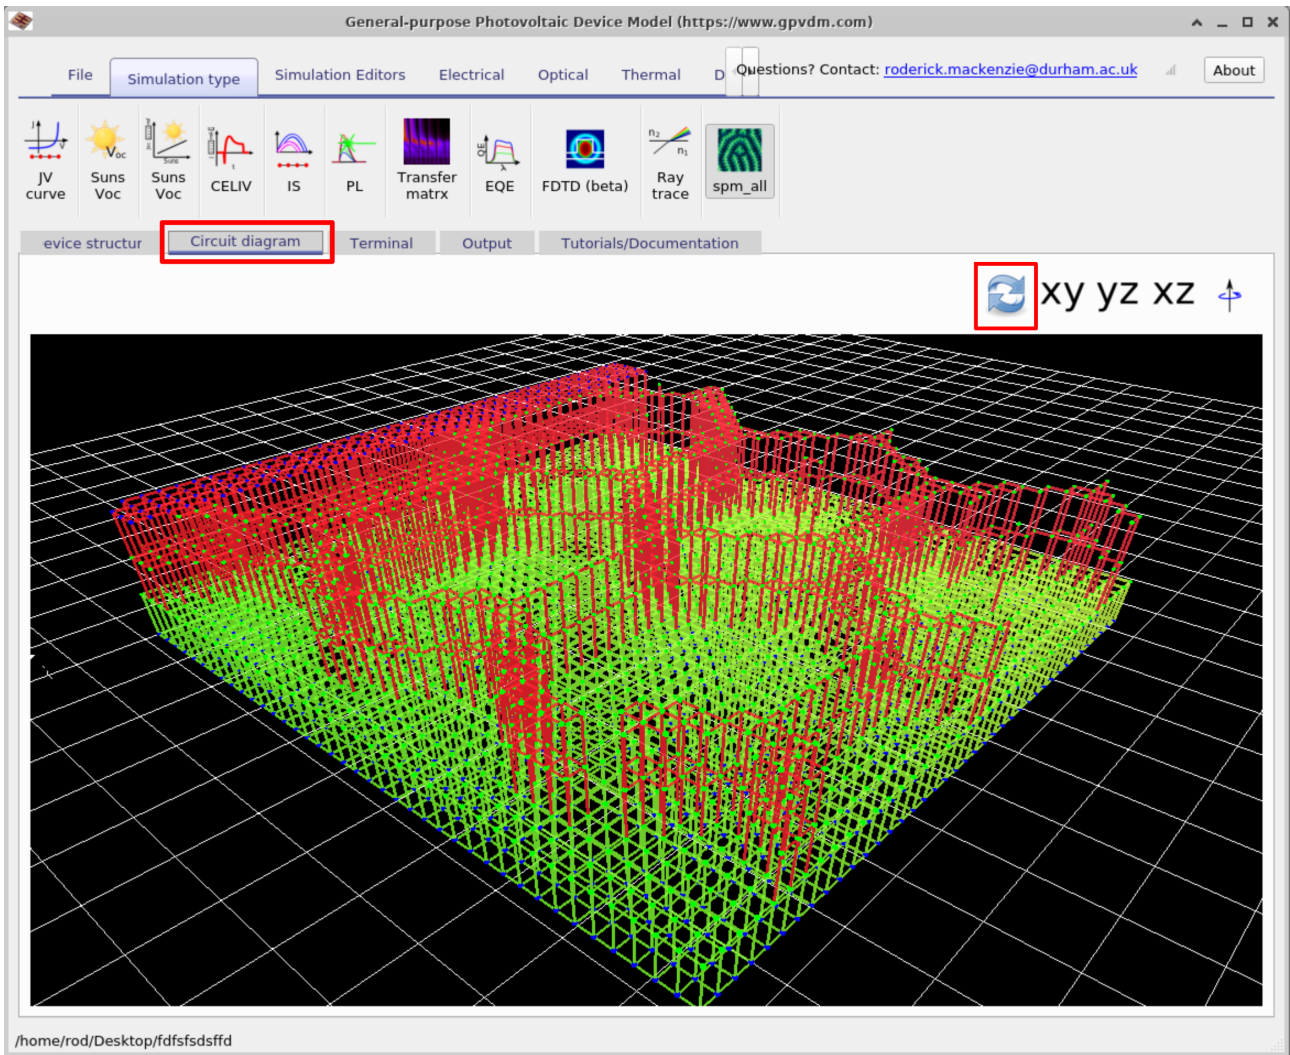 General-purpose Photovoltaic Device Model (https://www.gpvdm.com)
File Simulation type Simulation Editors Electrical Optical Thermal D Questions? Contact: roderick.mackenzie@durham.ac.uk About
JV curve
Suns Voc
Suns Voc
CELIV
IS
PL
Transfer matrx
EQE
FDTD (beta)
Ray trace
spm_all
evice structur Circuit diagram Terminal Output Tutorials/Documentation
xy yz xz
/home/rod/Desktop/fdfsfsdsffd